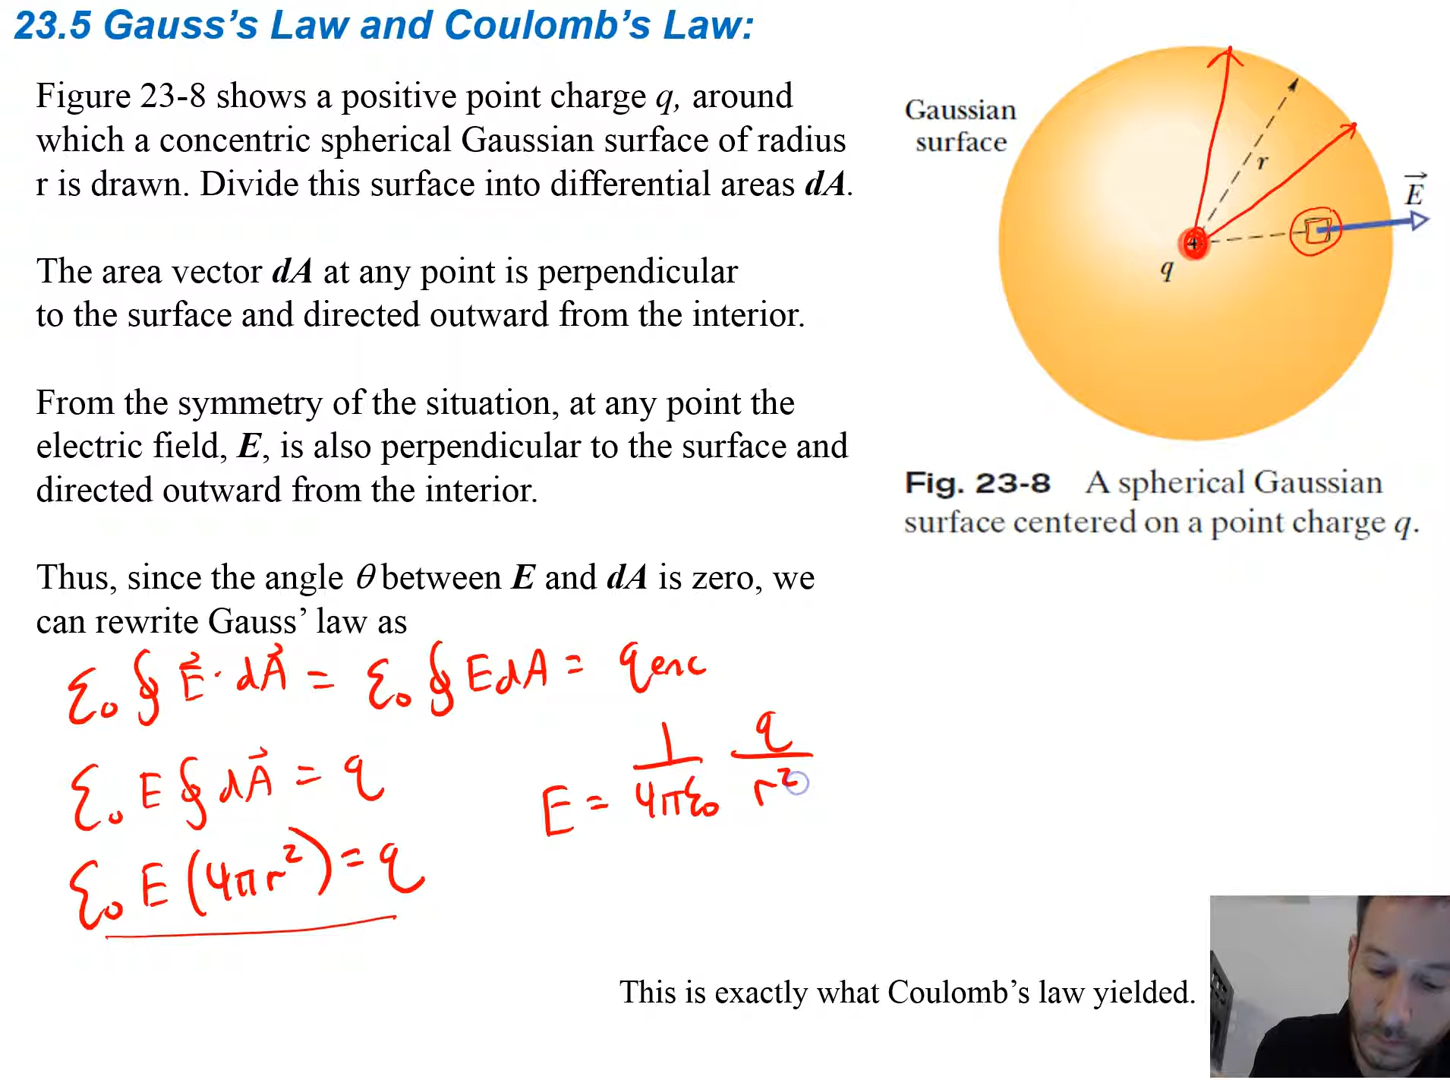 23.5 Gauss's Law and Coulomb's Law:
Figure 23-8 shows a positive point charge q, around
which a concentric spherical Gaussian surface of radius
r is drawn. Divide this surface into differential areas dA.
The area vector dA at any point is perpendicular
to the surface and directed outward from the interior.
From the symmetry of the situation, at any point the
electric field, E, is also perpendicular to the surface and
directed outward from the interior.
Thus, since the angle θ between E and dA is zero, we
can rewrite Gauss' law as
ε₀ ∮ E⃗ · dA⃗ = ε₀ ∮ E dA = q enc
ε₀ E ∮ dA⃗ = q
ε₀ E (4πr²) = q
E = 1/4πε₀ q/r²
This is exactly what Coulomb's law yielded.
Gaussian
surface
r
E⃗
+
q
Fig. 23-8 A spherical Gaussian
surface centered on a point charge q.